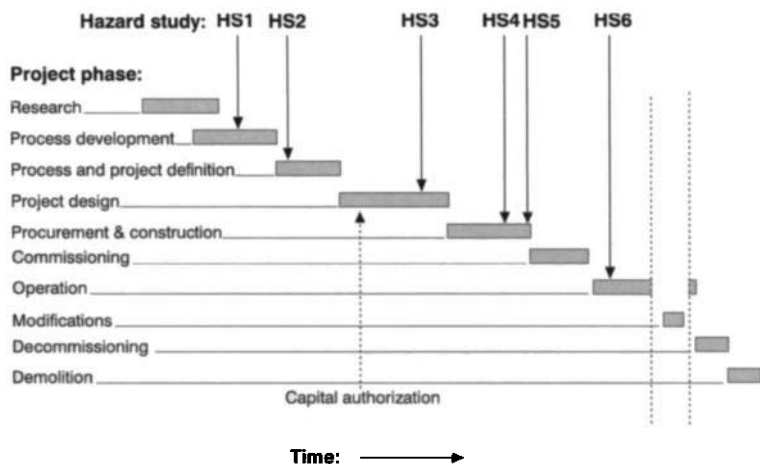 Hazard study: HS1 HS2 HS3 HS4 HS5 HS6
Project phase:
Research
Process development
Process and project definition
Project design
Procurement & construction
Commissioning
Operation
Modifications
Decommissioning
Demolition
Capital authorization
Time: